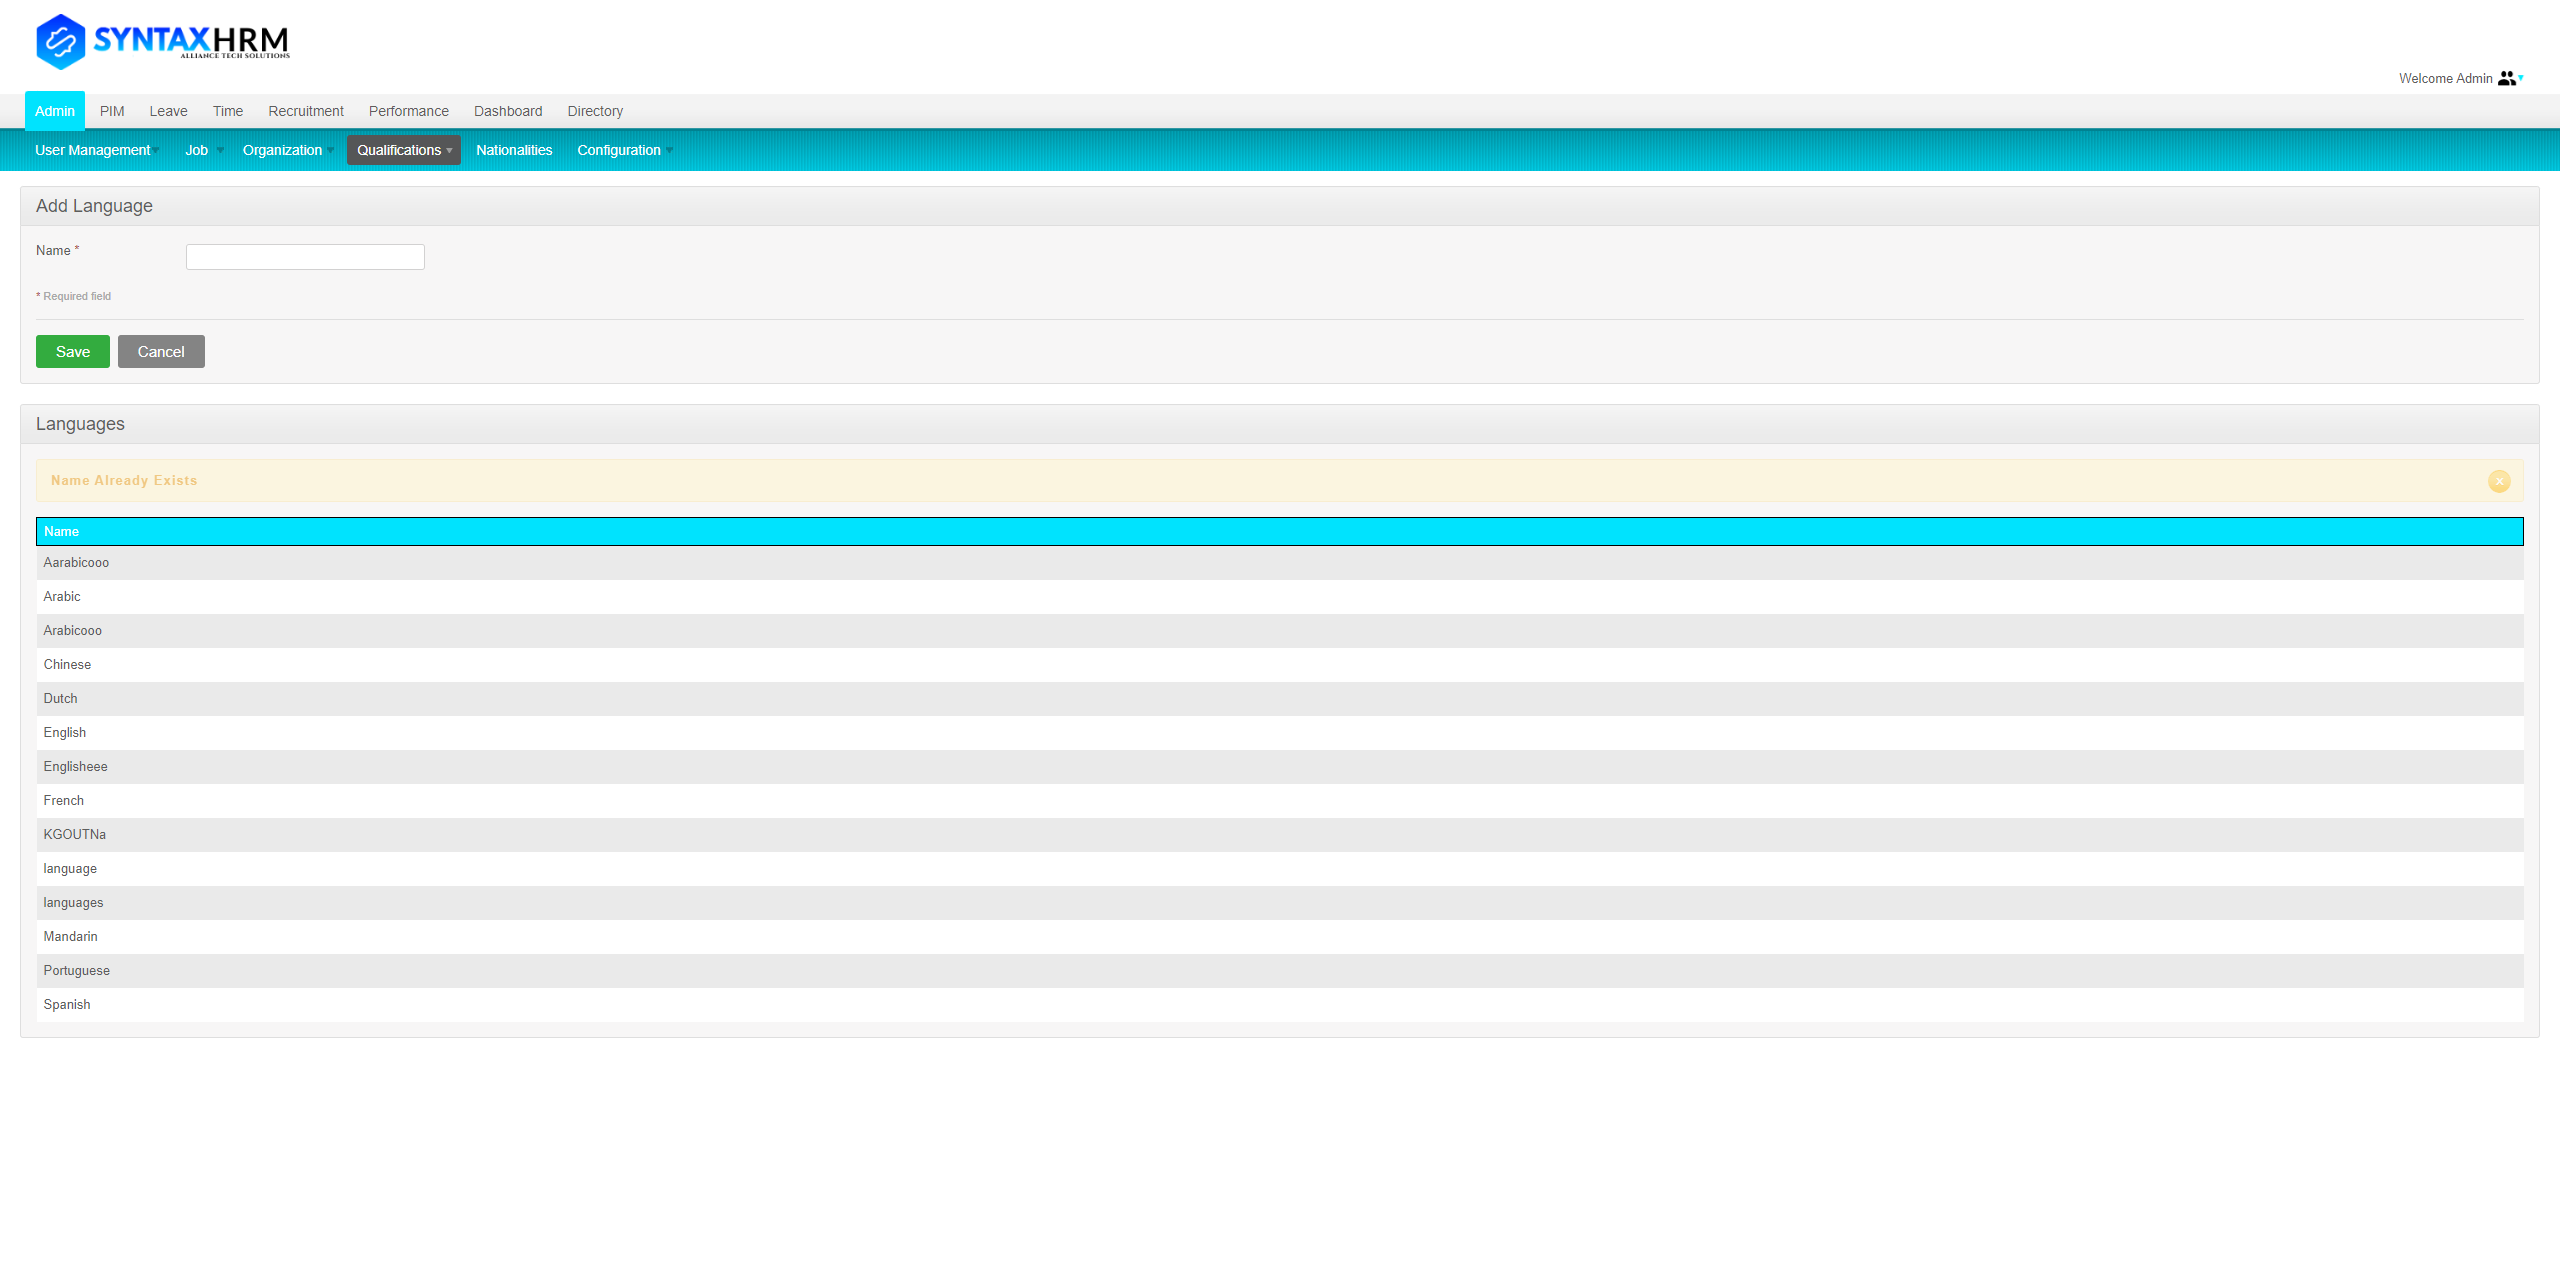 SYNTAXHRM
ALLIANCE TECH SOLUTIONS
Welcome Admin
Admin PIM Leave Time Recruitment Performance Dashboard Directory
User Management Job Organization Qualifications Nationalities Configuration
Add Language
Name *
* Required field
Save Cancel
Languages
Name Already Exists
x
Name
Aarabicooo
Arabic
Arabicooo
Chinese
Dutch
English
Englisheee
French
KGOUTNa
language
languages
Mandarin
Portuguese
Spanish